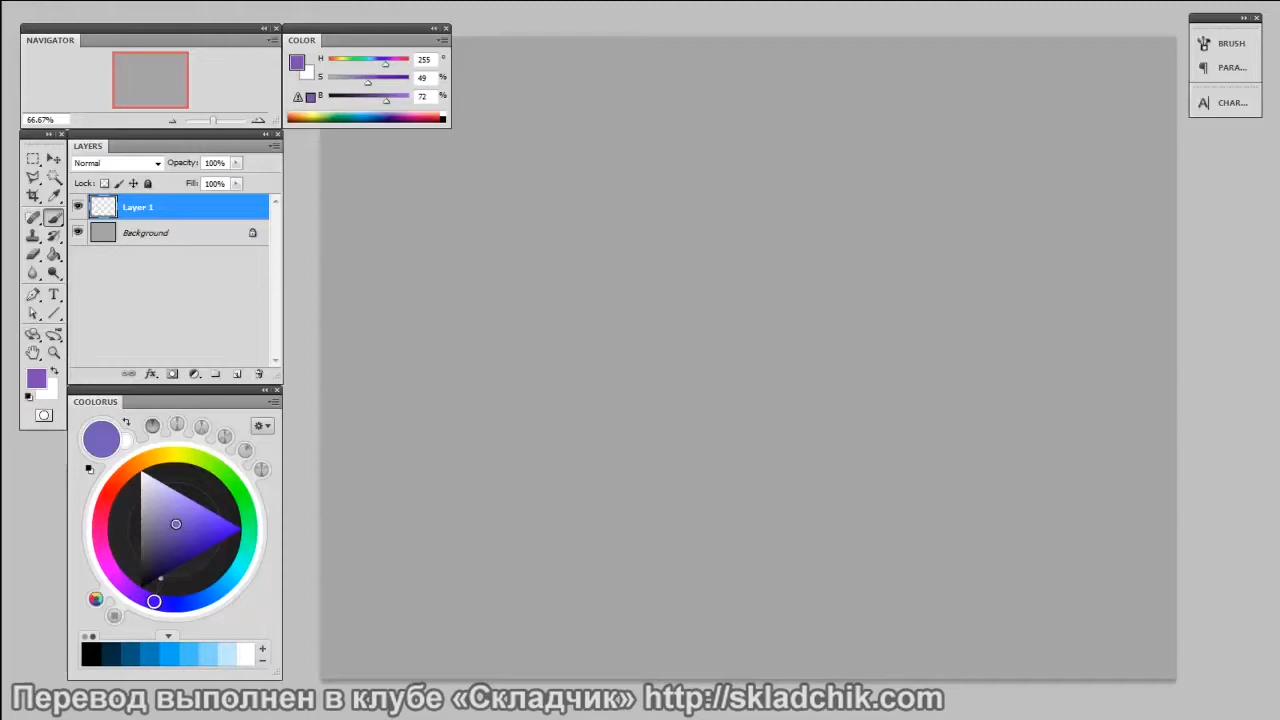 NAVIGATOR
66.67%
COLOR
H 255 °
S 49 %
B 72 %
BRUSH
PARA...
CHAR...
LAYERS
Normal Opacity: 100%
Lock: Fill: 100%
Layer 1
Background
COOLORUS
Перевод выполнен в клубе «Складчик» http://skladchik.com